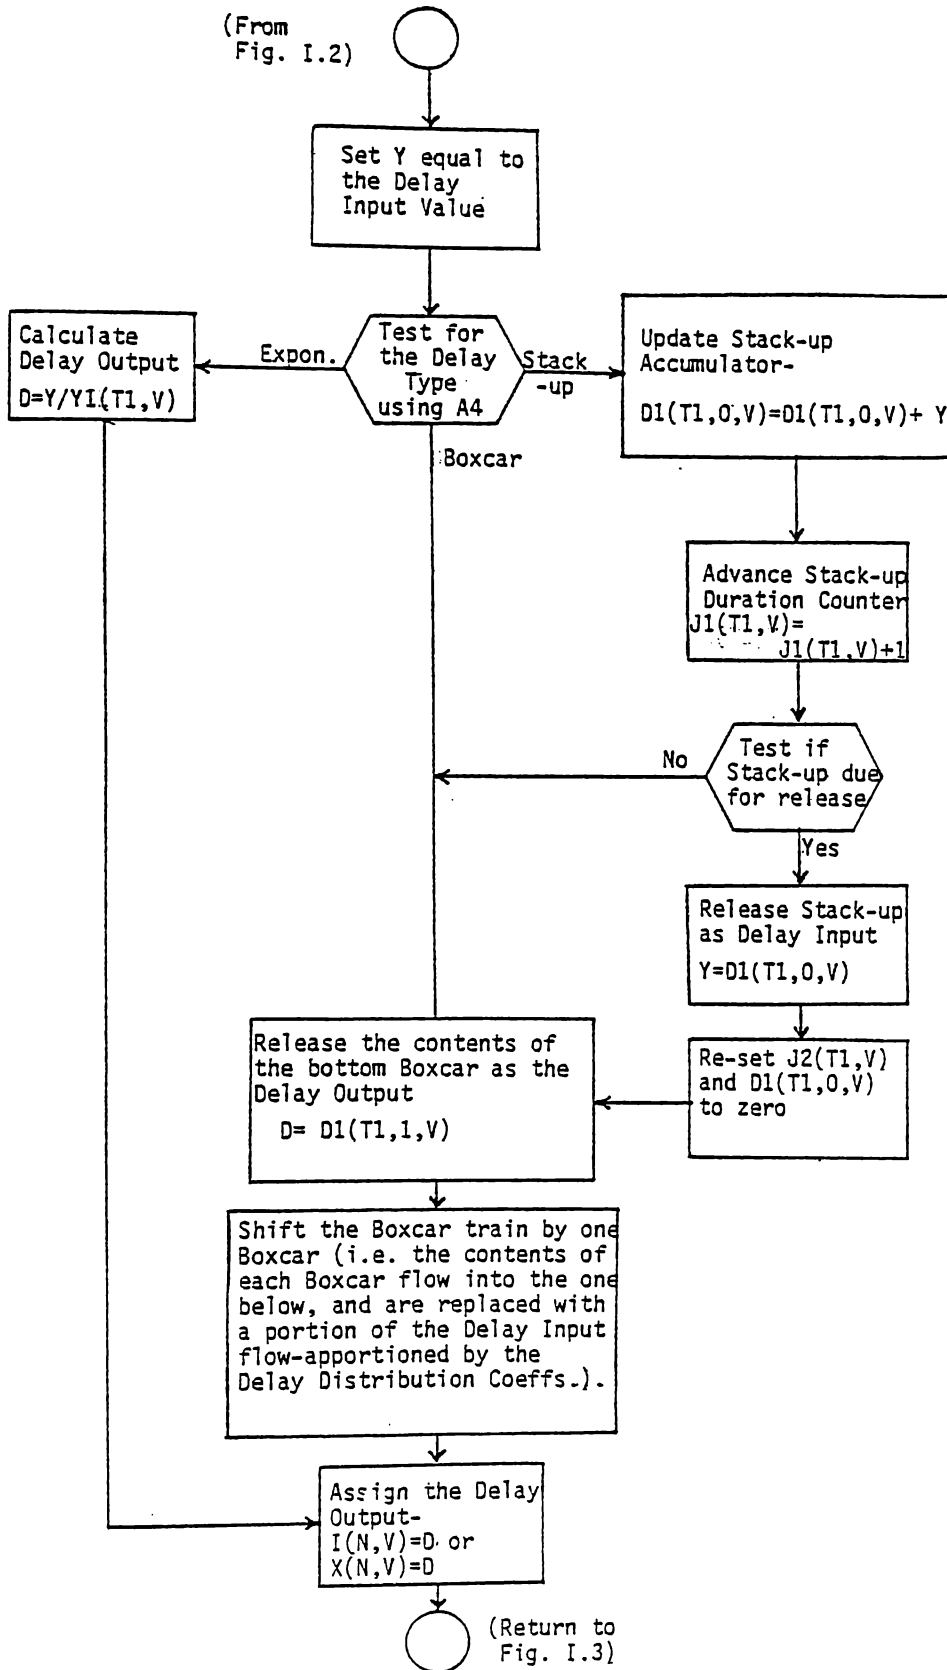 (From
Fig. I.2)
Set Y equal to
the Delay
Input Value
Test for
the Delay
Type
using A4
Expon.
Stack
-up
Boxcar
Calculate
Delay Output
D=Y/YI(T1,V)
Update Stack-up
Accumulator-
D1(T1,0,V)=D1(T1,0,V)+ Y
Advance Stack-up
Duration Counter
J1(T1,V)=
J1(T1,V)+1
Test if
Stack-up due
for release
No
Yes
Release Stack-up
as Delay Input
Y=D1(T1,0,V)
Re-set J2(T1,V)
and D1(T1,0,V)
to zero
Release the contents of
the bottom Boxcar as the
Delay Output
D= D1(T1,1,V)
Shift the Boxcar train by one
Boxcar (i.e. the contents of
each Boxcar flow into the one
below, and are replaced with
a portion of the Delay Input
flow-apportioned by the
Delay Distribution Coeffs.).
Assign the Delay
Output-
I(N,V)=D or
X(N,V)=D
(Return to
Fig. I.3)